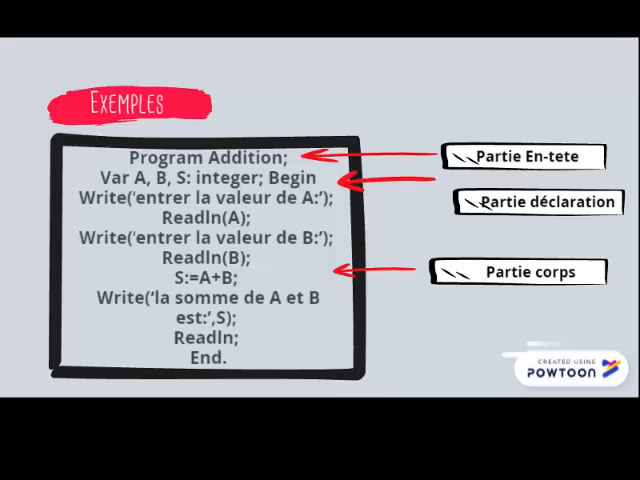 EXEMPLES
Program Addition;
Var A, B, S: integer; Begin
Write(‘entrer la valeur de A:’);
Readln(A);
Write(‘entrer la valeur de B:’);
Readln(B);
S:=A+B;
Write(‘la somme de A et B
est:’,S);
Readln;
End.
Partie En-tete
Partie déclaration
Partie corps
CREATED USING
POWTOON